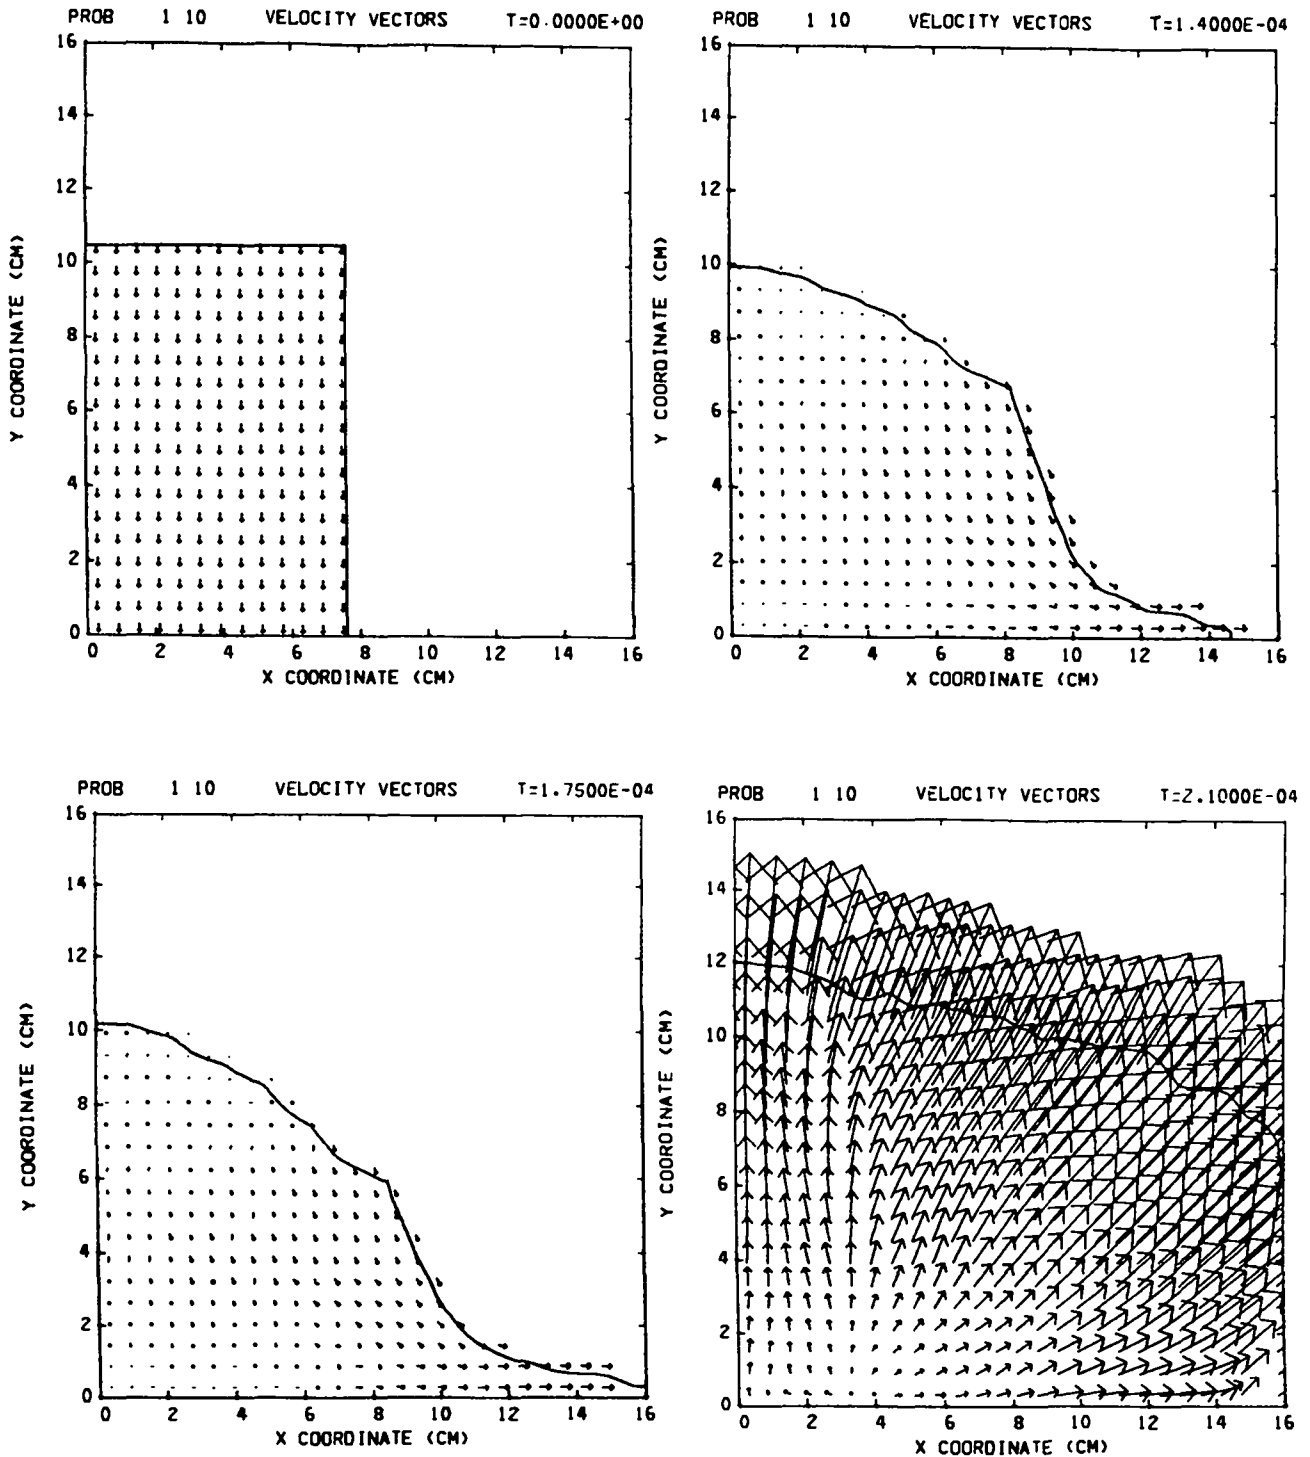 PROB 1 10 VELOCITY VECTORS T=0.0000E+00
16
14
12
10
8
6
4
2
0
Y COORDINATE (CM)
0 2 4 6 8 10 12 14 16
X COORDINATE (CM)
PROB 1 10 VELOCITY VECTORS T=1.4000E-04
16
14
12
10
8
6
4
2
0
Y COORDINATE (CM)
0 2 4 6 8 10 12 14 16
X COORDINATE (CM)
PROB 1 10 VELOCITY VECTORS T=1.7500E-04
16
14
12
10
8
6
4
2
0
Y COORDINATE (CM)
0 2 4 6 8 10 12 14 16
X COORDINATE (CM)
PROB 1 10 VELOCITY VECTORS T=2.1000E-04
16
14
12
10
8
6
4
2
0
Y COORDINATE (CM)
0 2 4 6 8 10 12 14 16
X COORDINATE (CM)